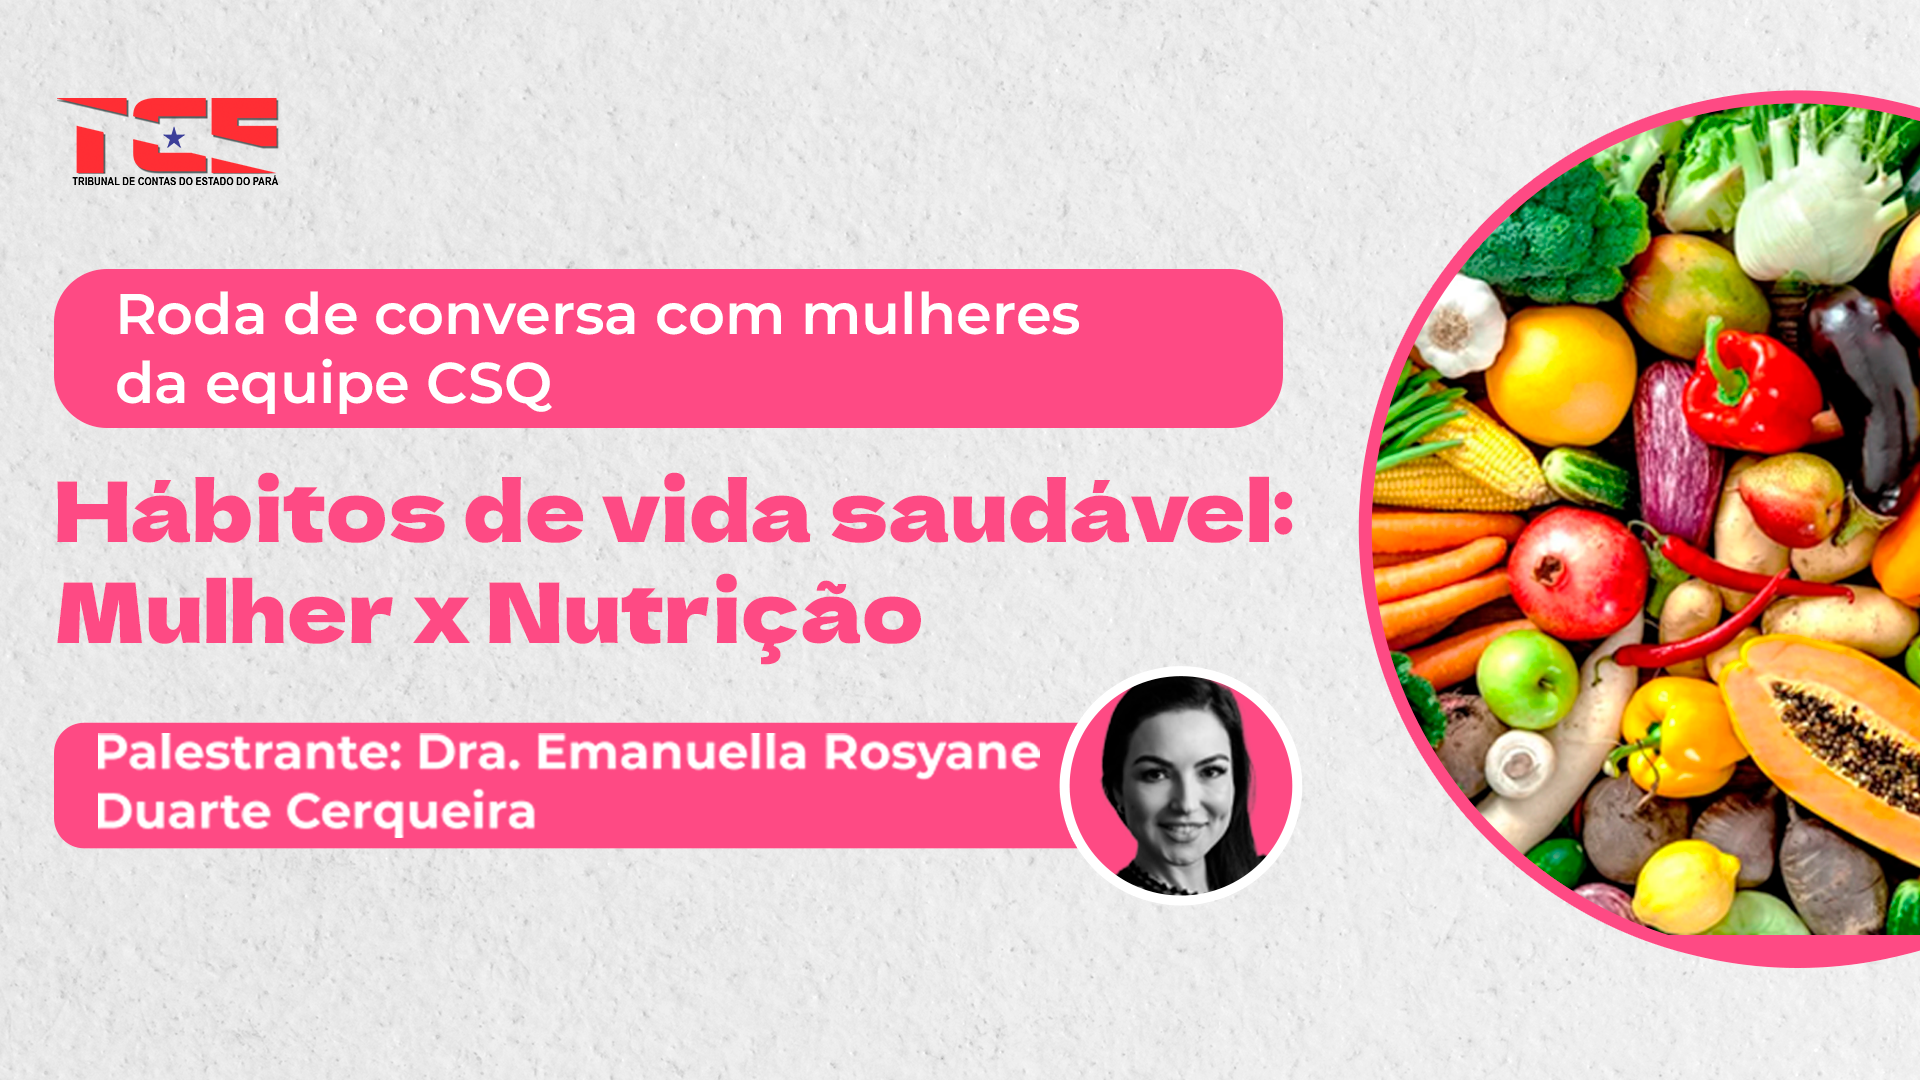 TCE
TRIBUNAL DE CONTAS DO ESTADO DO PARÁ
Roda de conversa com mulheres
da equipe CSQ
Hábitos de vida saudável:
Mulher x Nutrição
Palestrante: Dra. Emanuella Rosyane
Duarte Cerqueira